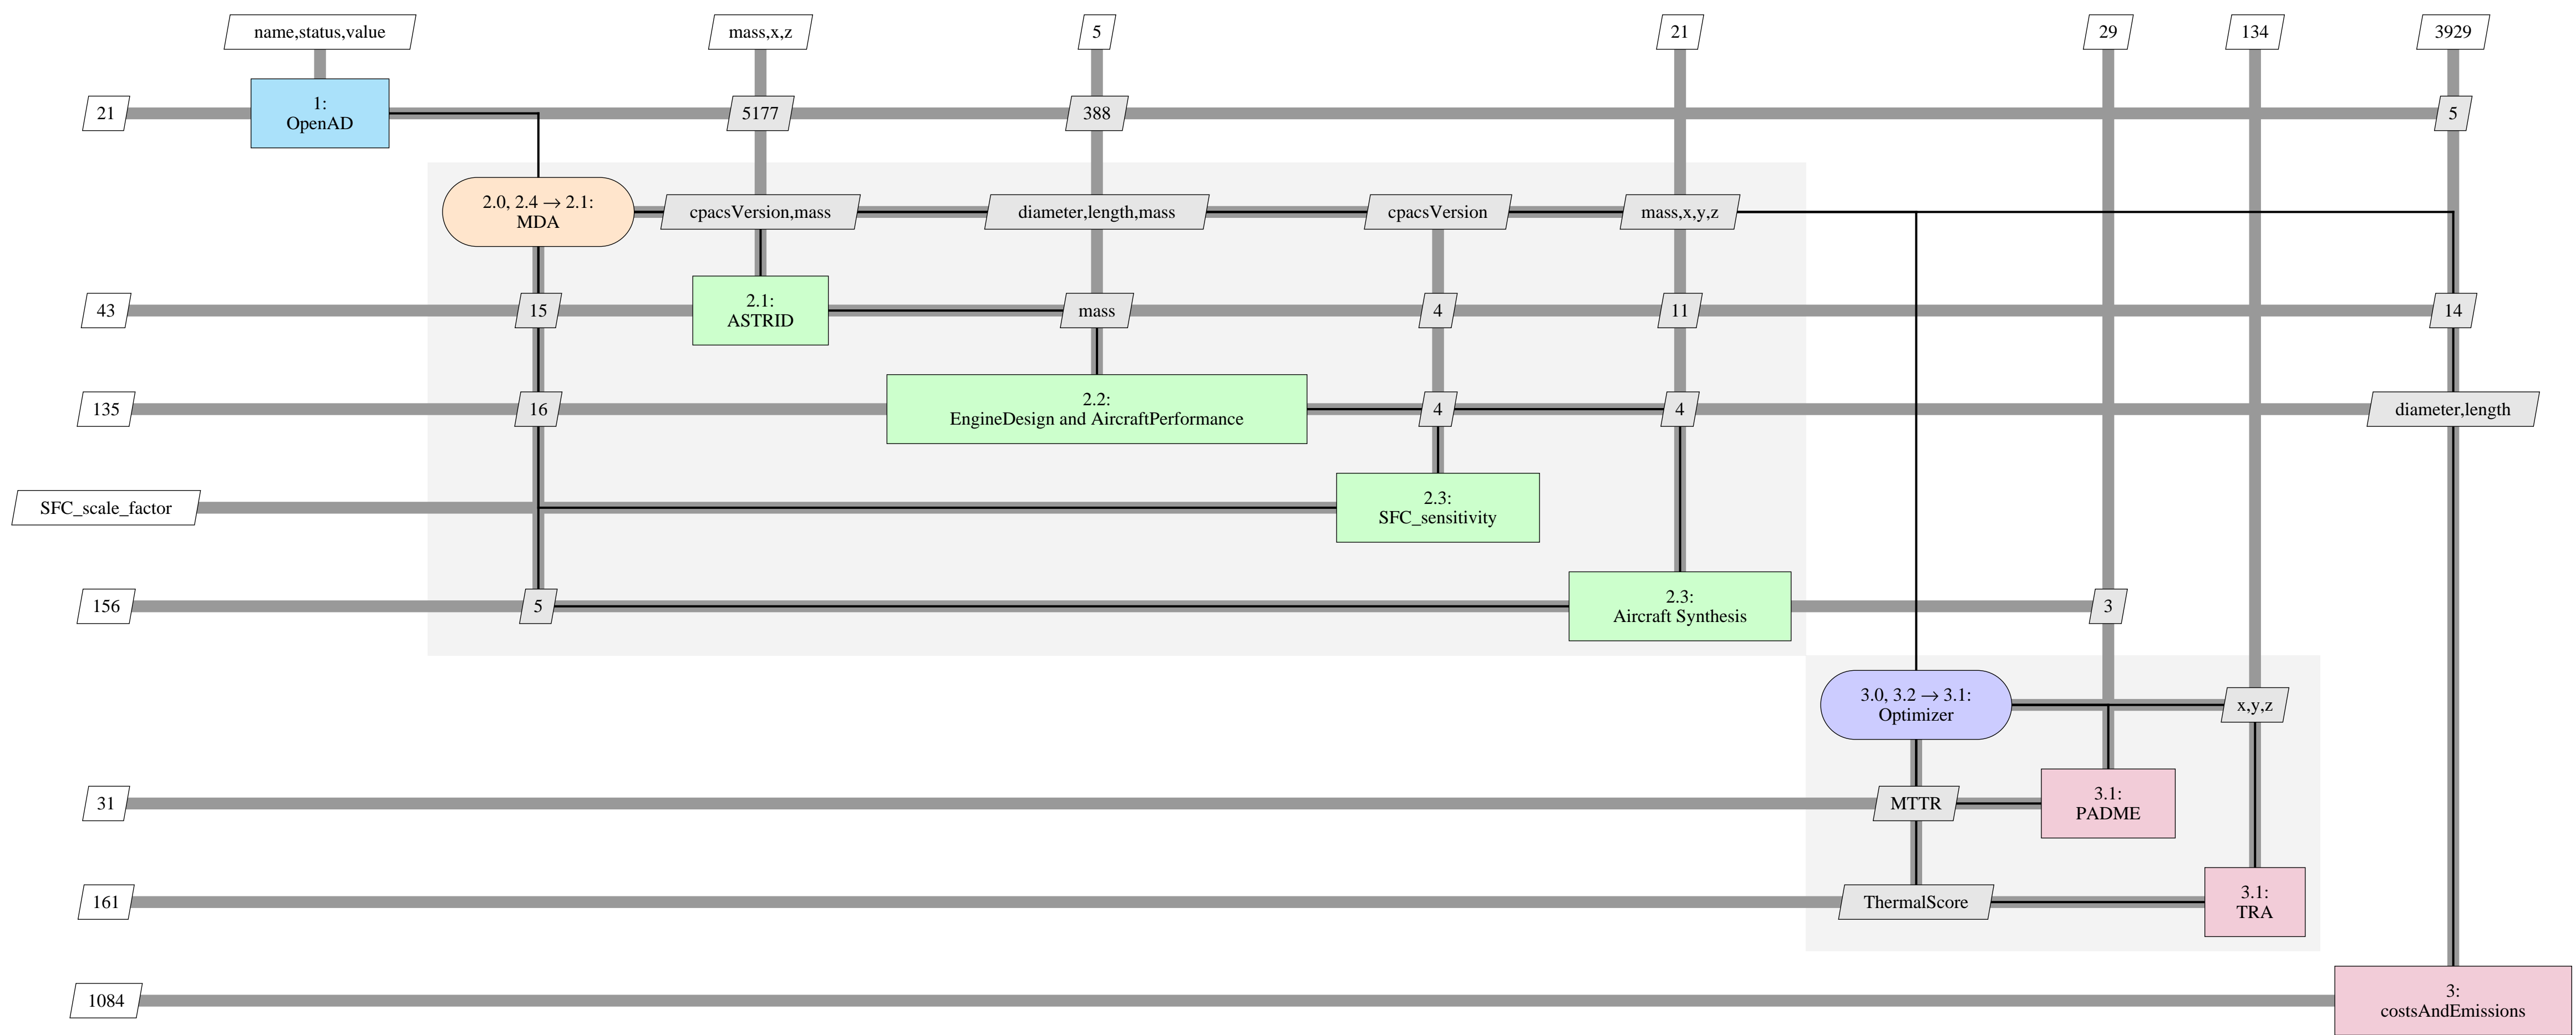 name,status,value
mass,x,z
5
21
29
134
3929
21
1:
OpenAD
5177
388
5
2.0, 2.4 → 2.1:
MDA
cpacsVersion,mass
diameter,length,mass
cpacsVersion
mass,x,y,z
43
15
2.1:
ASTRID
mass
4
11
14
135
16
2.2:
EngineDesign and AircraftPerformance
4
4
diameter,length
SFC_scale_factor
2.3:
SFC_sensitivity
156
5
2.3:
Aircraft Synthesis
3
3.0, 3.2 → 3.1:
Optimizer
x,y,z
31
MTTR
3.1:
PADME
161
ThermalScore
3.1:
TRA
1084
3:
costsAndEmissions